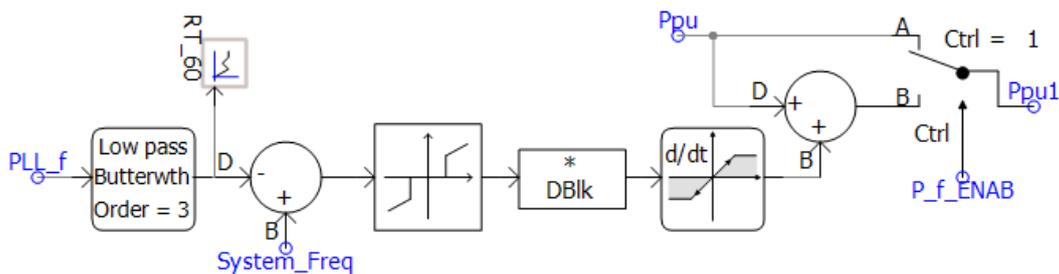 RT_60
Ppu
A
Ctrl = 1
PLL_f
Low pass
Butterwth
Order = 3
D
-
+
B
System_Freq
*
DBlk
d/dt
B
D
+
+
B
Ctrl
Ppu1
P_f_ENAB